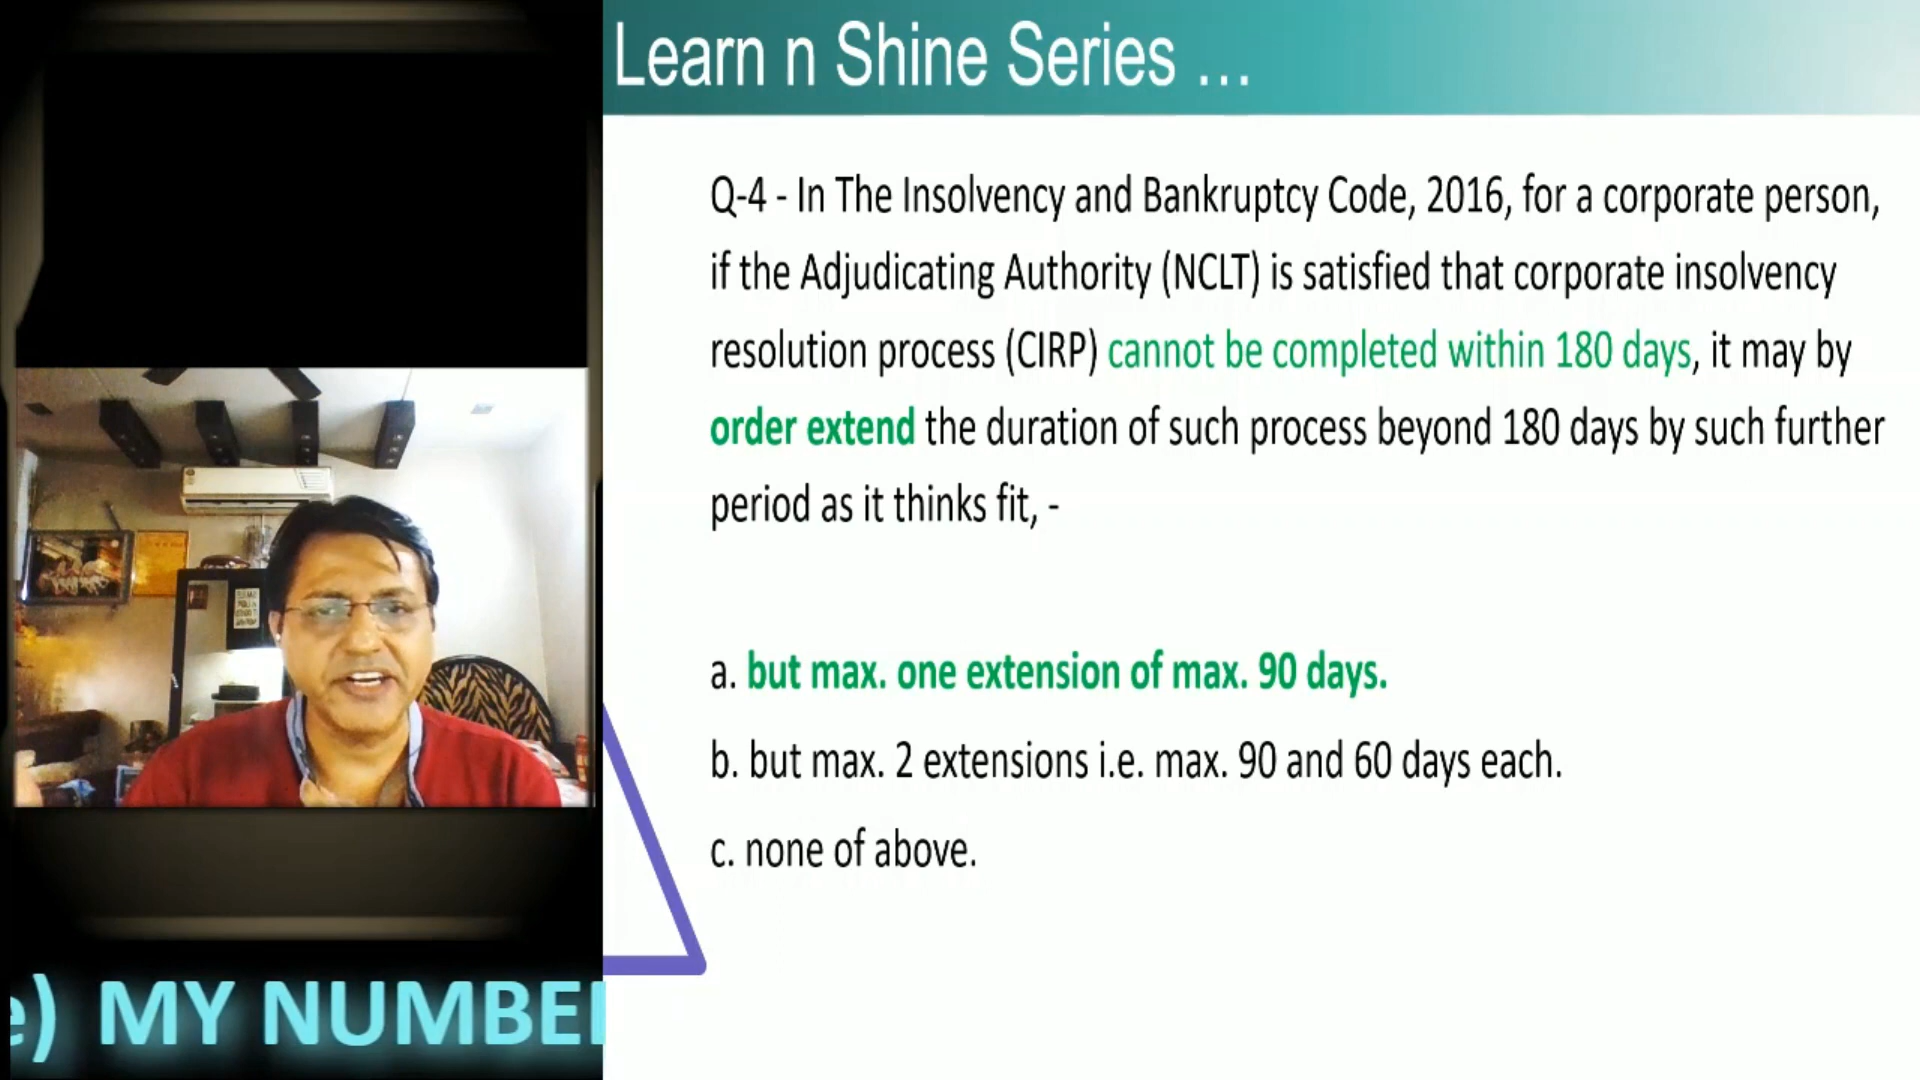 Learn n Shine Series ...
Q-4 - In The Insolvency and Bankruptcy Code, 2016, for a corporate person,
if the Adjudicating Authority (NCLT) is satisfied that corporate insolvency
resolution process (CIRP) cannot be completed within 180 days, it may by
order extend the duration of such process beyond 180 days by such further
period as it thinks fit, -
a. but max. one extension of max. 90 days.
b. but max. 2 extensions i.e. max. 90 and 60 days each.
c. none of above.
e) MY NUMBE